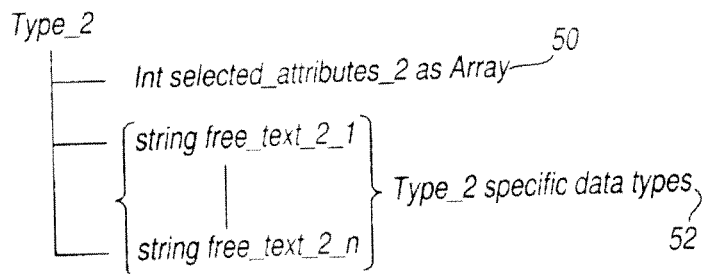 Type_2
Int selected_attributes_2 as Array 50
string free_text_2_1
Type_2 specific data types
string free_text_2_n
52